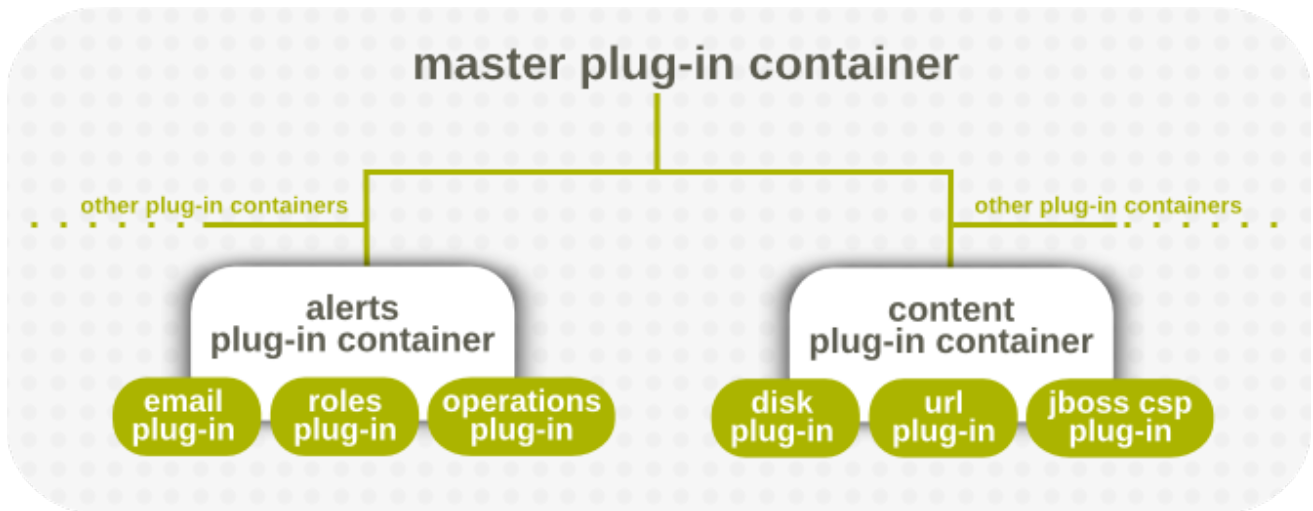 master plug-in container
other plug-in containers
other plug-in containers
alerts
plug-in container
content
plug-in container
email
plug-in
roles
plug-in
operations
plug-in
disk
plug-in
url
plug-in
jboss csp
plug-in